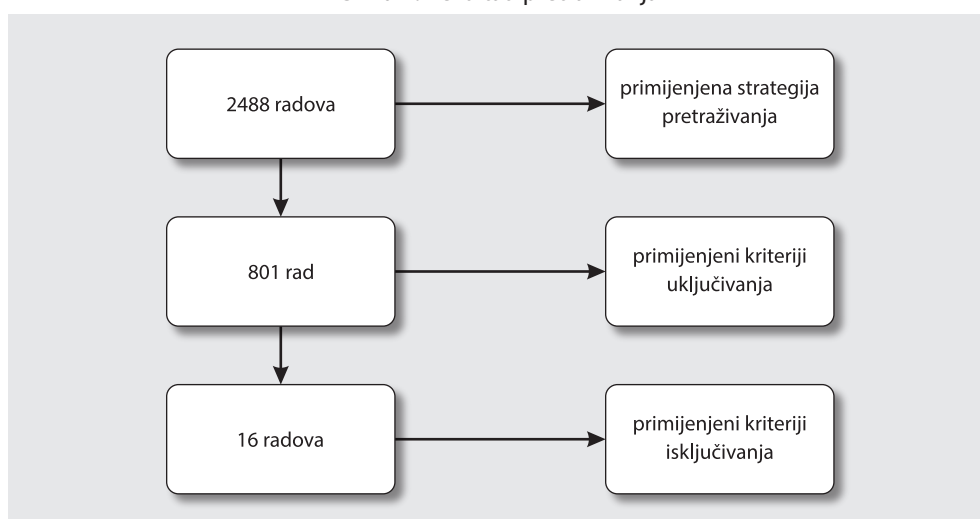 2488 radova
primijenjena strategija
pretraživanja
801 rad
primijenjeni kriteriji
uključivanja
16 radova
primijenjeni kriteriji
isključivanja